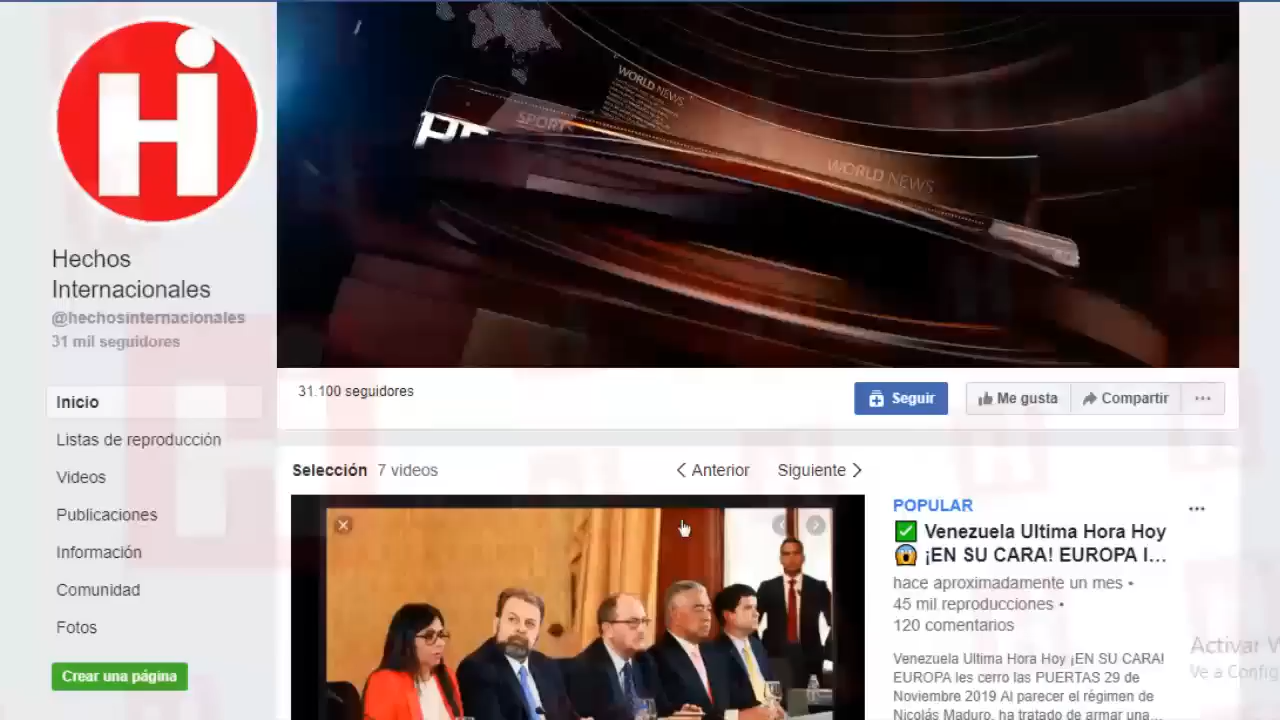 Hi
WORLD NEWS
SPORTS
WORLD NEWS
Hechos
Internacionales
@hechosinternacionales
31 mil seguidores
31.100 seguidores
Seguir
Me gusta
Compartir
Inicio
Listas de reproducción
Videos
Publicaciones
Información
Comunidad
Fotos
Crear una página
Selección 7 videos
Anterior
Siguiente
POPULAR
Venezuela Ultima Hora Hoy
¡EN SU CARA! EUROPA l...
hace aproximadamente un mes •
45 mil reproducciones •
120 comentarios
Venezuela Ultima Hora Hoy ¡EN SU CARA!
EUROPA les cerro las PUERTAS 29 de
Noviembre 2019 Al parecer el régimen de
Nicolás Maduro, ha tratado de armar una...
Activar
Ve a Config